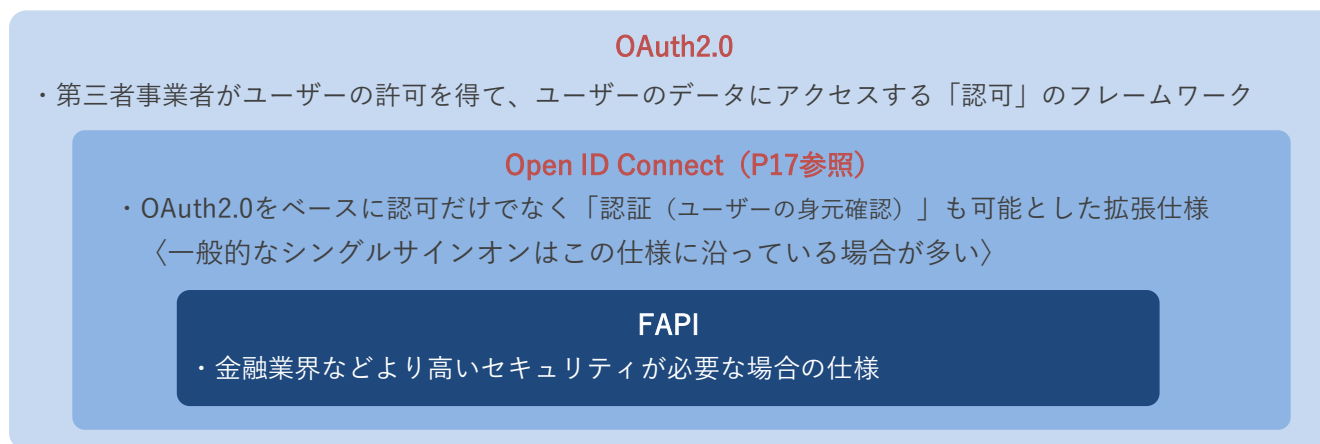 OAuth2.0
・第三者事業者がユーザーの許可を得て、ユーザーのデータにアクセスする「認可」のフレームワーク
Open ID Connect（P17参照）
・OAuth2.0をベースに認可だけでなく「認証（ユーザーの身元確認）」も可能とした拡張仕様
〈一般的なシングルサインオンはこの仕様に沿っている場合が多い〉
FAPI
・金融業界などより高いセキュリティが必要な場合の仕様